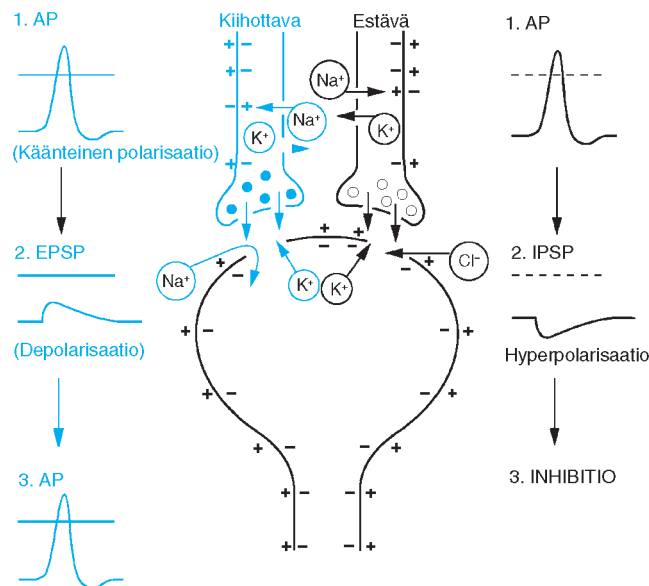 1. AP
(Käänteinen polarisaatio)
2. EPSP
(Depolarisaatio)
3. AP
Kiihottava
Estävä
Na⁺
Na⁺
K⁺
K⁺
Na⁺
K⁺
K⁺
Cl⁻
1. AP
2. IPSP
Hyperpolarisaatio
3. INHIBITIO